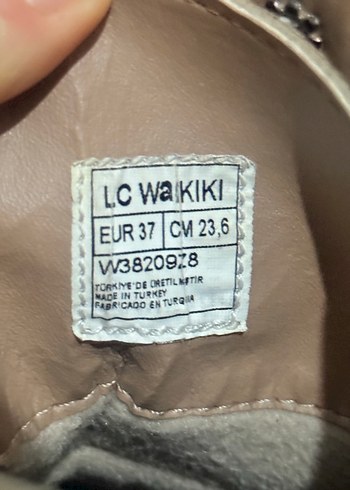 LC WaIKIKI
EUR 37 CM 23,6
W38209Z8
TÜRKİYE'DE ÜRETİLMİŞTİR
MADE IN TURKEY
FABRICADO EN TURQUIA